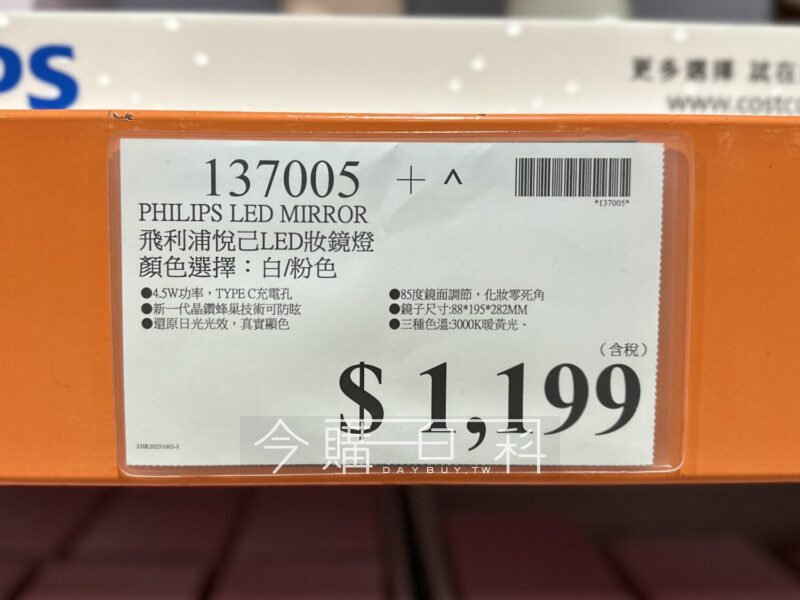 PS
更多選擇 試在
www.costco
137005 + ^
*137005*
PHILIPS LED MIRROR
飛利浦悅己LED妝鏡燈
顏色選擇：白/粉色
●4.5W功率，TYPE C充電孔
●新一代晶鑽蜂巢技術可防眩
●還原日光光效，真實顯色
●85度鏡面調節，化妝零死角
●鏡子尺寸:88*195*282MM
●三種色溫:3000K暖黃光、
（含稅）
$ 1,199
今購百科
DAYBUY.TW